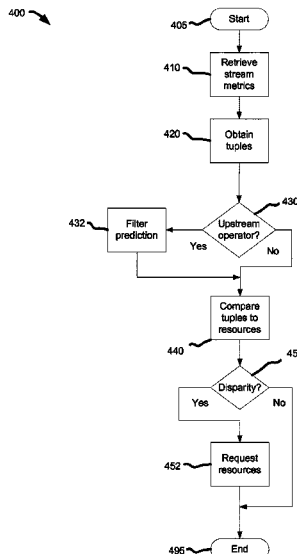 400
405
Start
410
Retrieve
stream
metrics
420
Obtain
tuples
430
Upstream
operator?
432
Filter
prediction
Yes
No
Compare
tuples to
resources
440
Disparity?
Yes
No
Request
resources
452
495
End